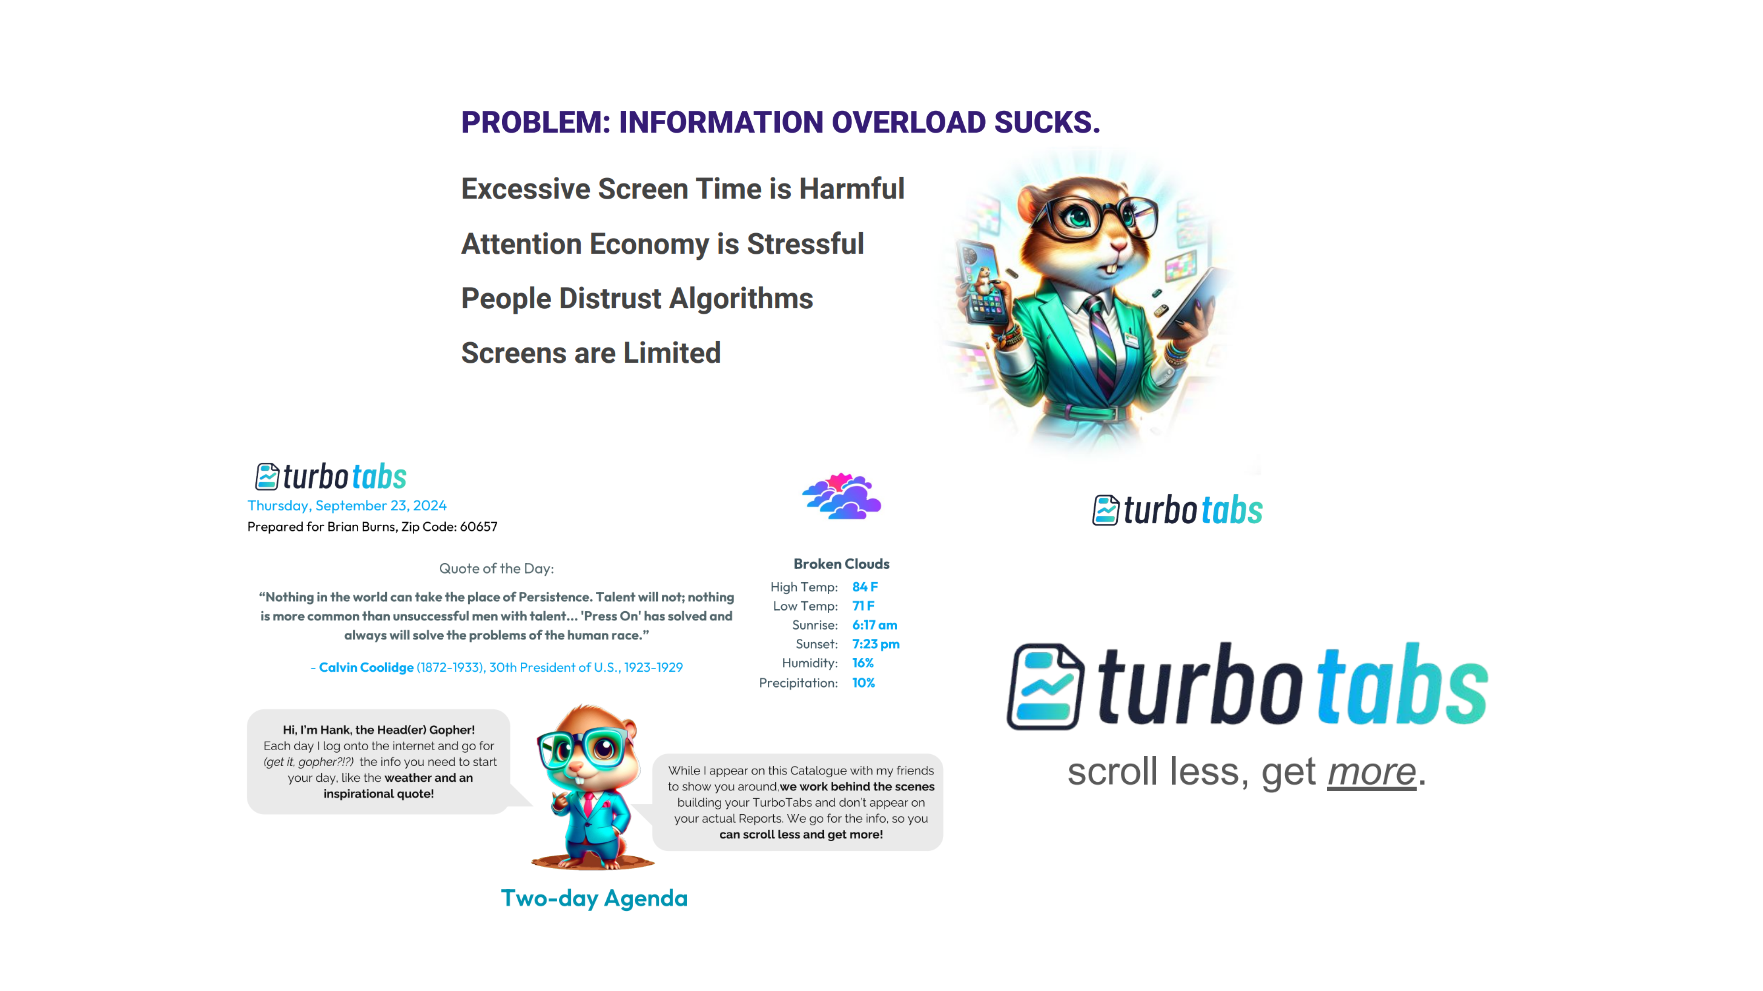 PROBLEM: INFORMATION OVERLOAD SUCKS.
Excessive Screen Time is Harmful
Attention Economy is Stressful
People Distrust Algorithms
Screens are Limited
turbotabs
Thursday, September 23, 2024
Prepared for Brian Burns, Zip Code: 60657
Quote of the Day:
“Nothing in the world can take the place of Persistence. Talent will not; nothing
is more common than unsuccessful men with talent... 'Press On' has solved and
always will solve the problems of the human race.”
- Calvin Coolidge (1872-1933), 30th President of U.S., 1923-1929
Broken Clouds
High Temp: 84 F
Low Temp: 71 F
Sunrise: 6:17 am
Sunset: 7:23 pm
Humidity: 16%
Precipitation: 10%
Hi, I'm Hank, the Head(er) Gopher!
Each day I log onto the internet and go for
(get it, gopher?!?) the info you need to start
your day, like the weather and an
inspirational quote!
While I appear on this Catalogue with my friends
to show you around,we work behind the scenes
building your TurboTabs and don't appear on
your actual Reports. We go for the info, so you
can scroll less and get more!
Two-day Agenda
turbotabs
turbotabs
scroll less, get more.